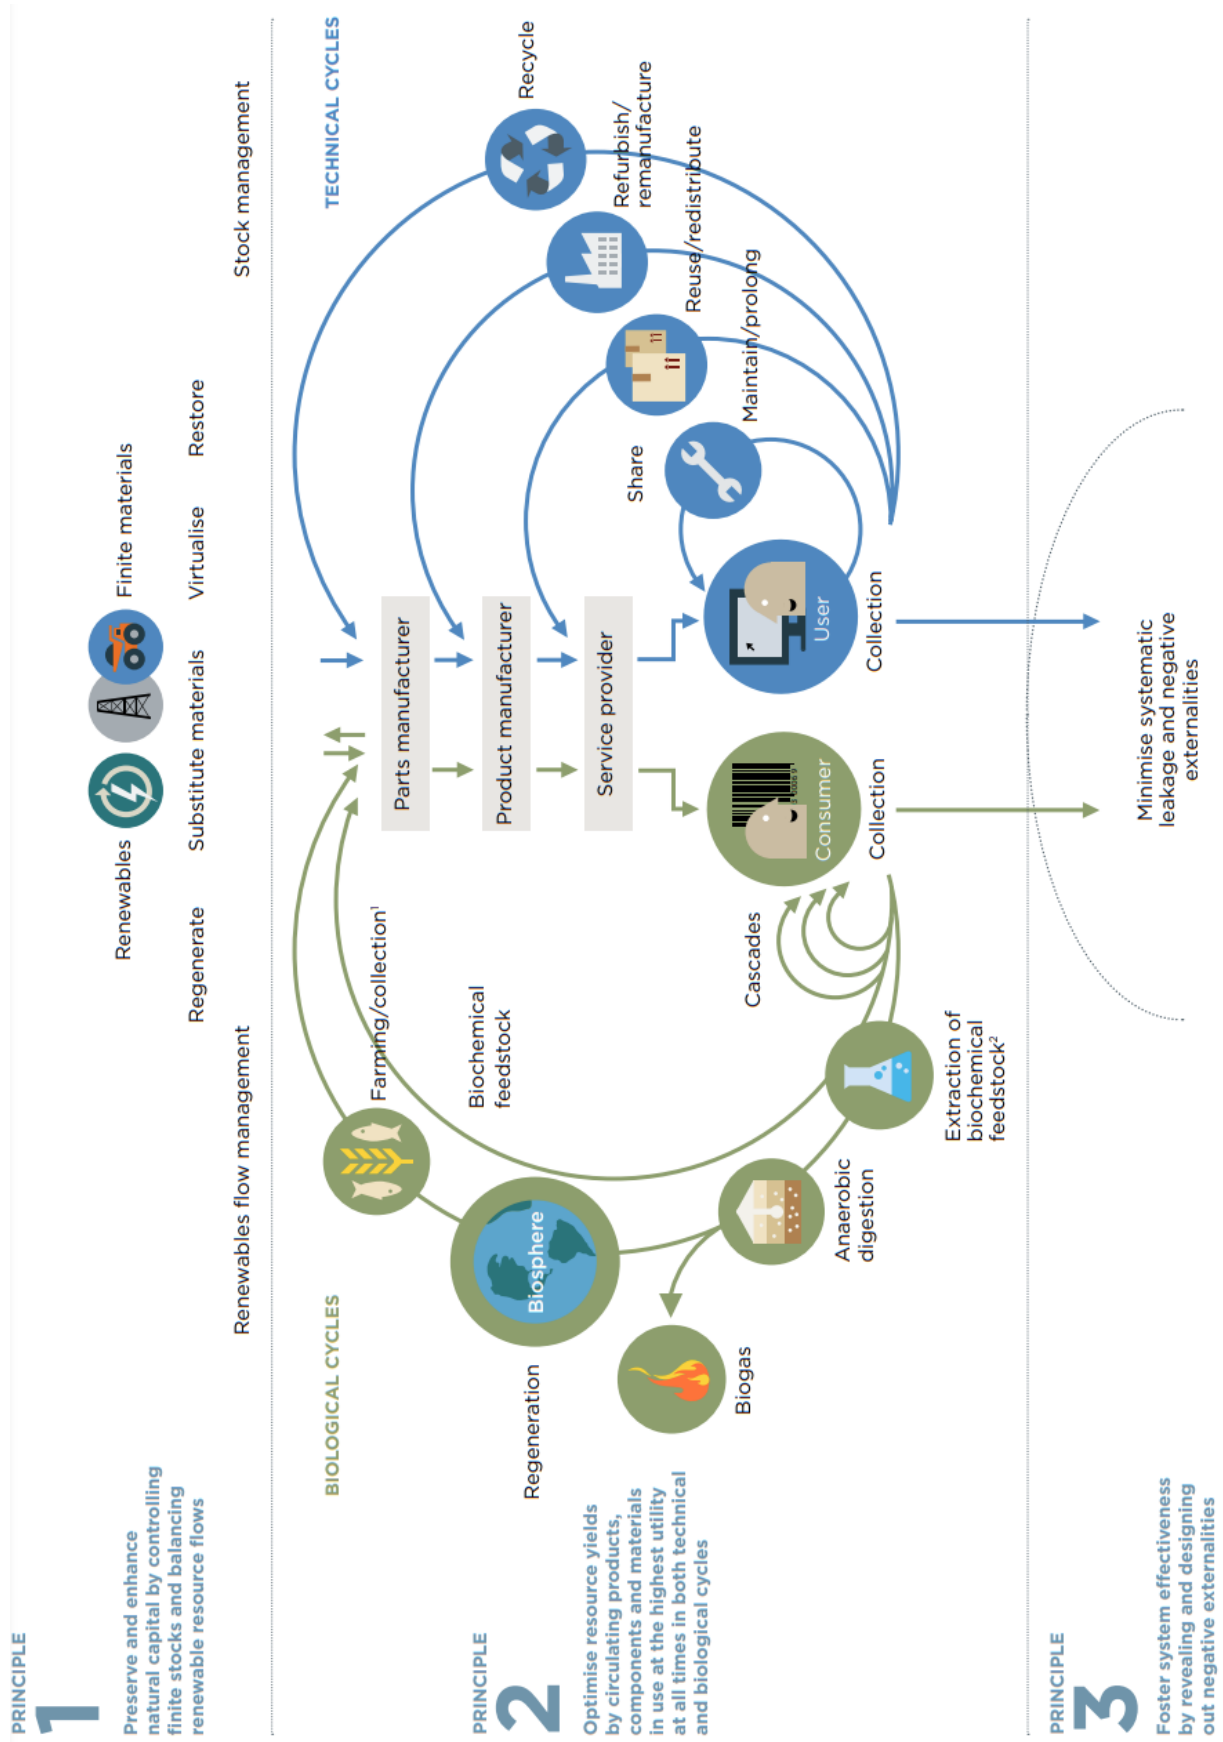 PRINCIPLE
1
Preserve and enhance
natural capital by controlling
finite stocks and balancing
renewable resource flows
Renewables
Finite materials
Regenerate
Substitute materials
Virtualise
Restore
Renewables flow management
Stock management
PRINCIPLE
2
Optimise resource yields
by circulating products,
components and materials
in use at the highest utility
at all times in both technical
and biological cycles
BIOLOGICAL CYCLES
TECHNICAL CYCLES
Farming/collection¹
Biochemical
feedstock
Regeneration
Biosphere
Biogas
Anaerobic
digestion
Extraction of
biochemical
feedstock²
Cascades
Parts manufacturer
Product manufacturer
Service provider
Consumer
User
Collection
Collection
Share
Maintain/prolong
Reuse/redistribute
Refurbish/
remanufacture
Recycle
PRINCIPLE
3
Foster system effectiveness
by revealing and designing
out negative externalities
Minimise systematic
leakage and negative
externalities